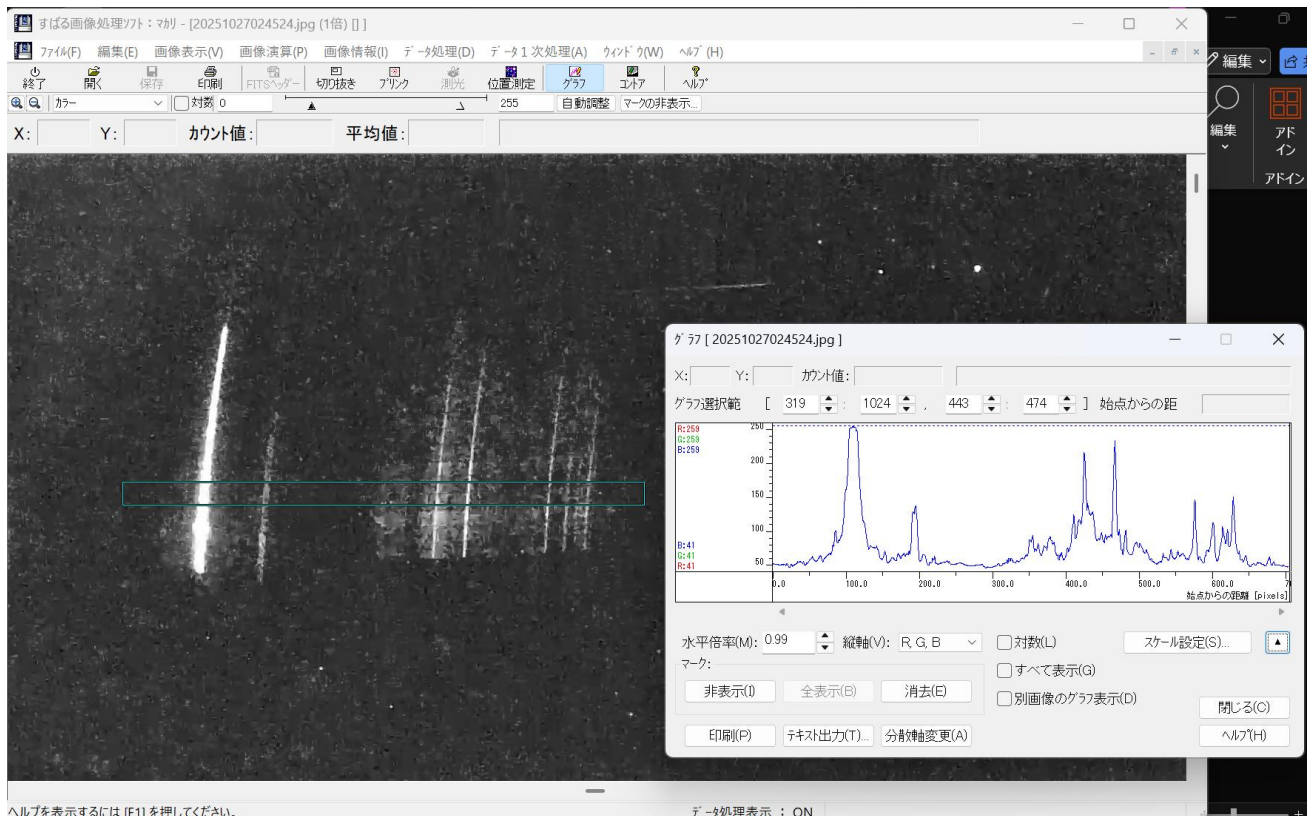 すばる画像処理ソフト：マカリ - [20251027024524.jpg (1倍) [] ]
ファイル(F) 編集(E) 画像表示(V) 画像演算(P) 画像情報(I) データ処理(D) データ１次処理(A) ウィンドウ(W) ヘルプ(H)
終了 開く 保存 印刷 FITSヘッダー 切り抜き ブリンク 測光 位置測定 グラフ コントア ヘルプ
カラー 対数 0 255 自動調整 マークの非表示...
X: Y: カウント値: 平均値:
編集
編集
アド
イン
アドイン
グラフ [ 20251027024524.jpg ]
X: Y: カウント値:
グラフ選択範 [ 319 : 1024 , 443 : 474 ] 始点からの距
R:259
G:259
B:259
B:41
G:41
R:41
250
200
150
100
50
0.0 100.0 200.0 300.0 400.0 500.0 600.0 7
始点からの距離 [pixels]
水平倍率(M): 0.99 縦軸(V): R, G, B 対数(L) スケール設定(S)... ▲
マーク: すべて表示(G)
非表示(I) 全表示(B) 消去(E) 別画像のグラフ表示(D)
閉じる(C)
印刷(P) テキスト出力(T)... 分散軸変更(A) ヘルプ(H)
ヘルプを表示するには [F1] を押してください。 データ処理表示 : ON